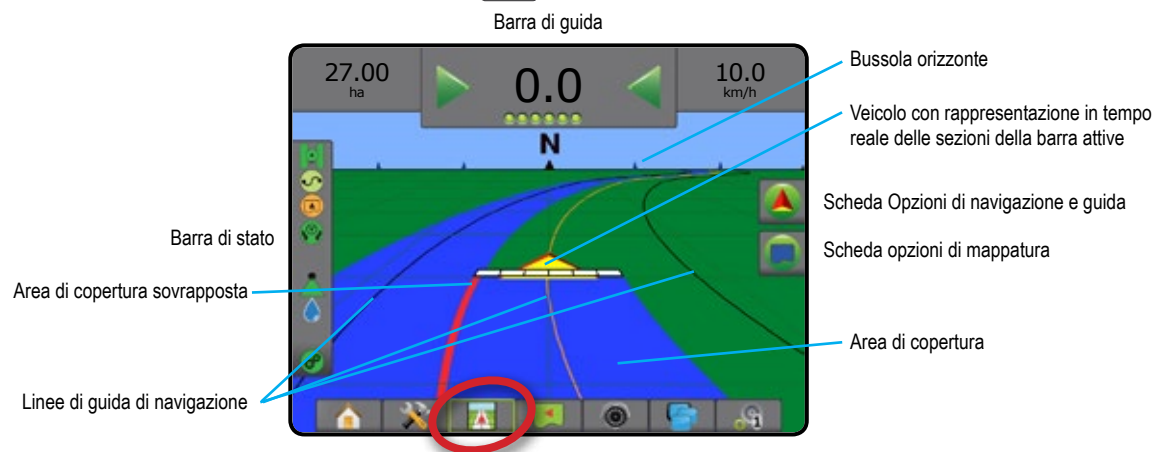 Barra di guida
27.00
ha
0.0
10.0
km/h
N
Bussola orizzonte
Veicolo con rappresentazione in tempo
reale delle sezioni della barra attive
Scheda Opzioni di navigazione e guida
Barra di stato
Scheda opzioni di mappatura
Area di copertura sovrapposta
Area di copertura
Linee di guida di navigazione
1